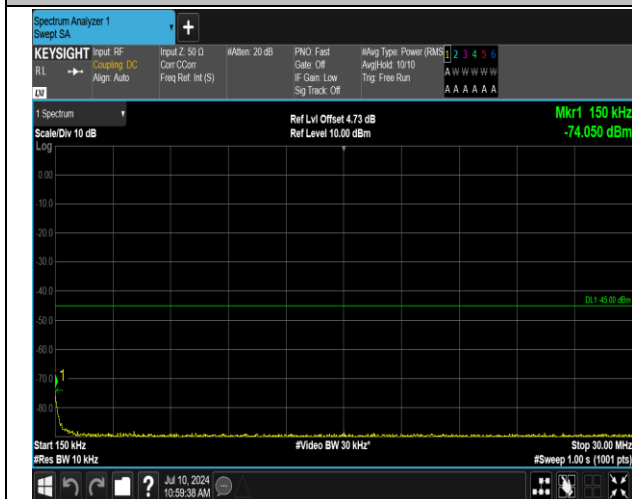 Spectrum Analyzer 1
Swept SA
+
KEYSIGHT
RL
LXI
Input: RF
Coupling: DC
Align: Auto
Input Z: 50 Ω
Corr CCorr
Freq Ref: Int (S)
#Atten: 20 dB
PNO: Fast
Gate: Off
IF Gain: Low
Sig Track: Off
#Avg Type: Power (RMS
Avg|Hold: 10/10
Trig: Free Run
1 2 3 4 5 6
A W W W W W
A A A A A A
1 Spectrum
Scale/Div 10 dB
Log
Ref Lvl Offset 4.73 dB
Ref Level 10.00 dBm
Mkr1 150 kHz
-74.050 dBm
0.00
-10.0
-20.0
-30.0
-40.0
DL1 -45.00 dBm
-50.0
-60.0
-70.0
1
-80.0
Start 150 kHz
#Res BW 10 kHz
#Video BW 30 kHz*
Stop 30.00 MHz
#Sweep 1.00 s (1001 pts)
?
Jul 10, 2024
10:59:38 AM